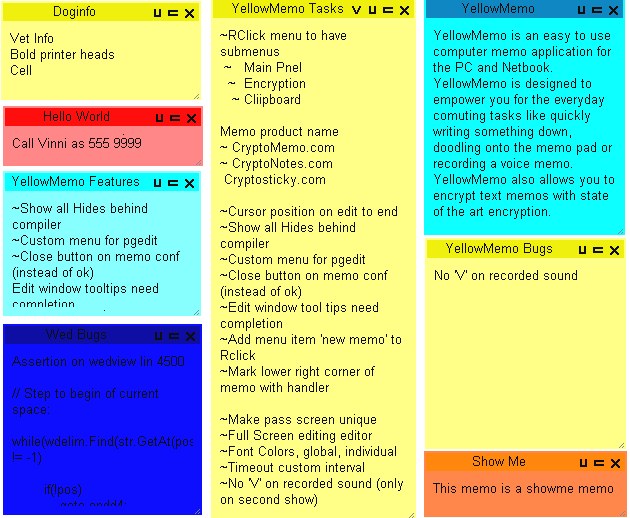 Doginfo
Vet Info
Bold printer heads
Cell
Hello World
Call Vinni as 555 9999
YellowMemo Features
~Show all Hides behind
compiler
~Custom menu for pgedit
~Close button on memo conf
(instead of ok)
Edit window tooltips need
completion
Wed Bugs
Assertion on wedview lin 4500
// Step to begin of current
space:
while(wdelim.Find(str.GetAt(pos
!= -1)
if(!pos)
YellowMemo Tasks
~RClick menu to have
submenus
~ Main Pnel
~ Encryption
~ Cliipboard
Memo product name
~ CryptoMemo.com
~ CryptoNotes.com
Cryptosticky.com
~Cursor position on edit to end
~Show all Hides behind
compiler
~Custom menu for pgedit
~Close button on memo conf
(instead of ok)
~Edit window tool tips need
completion
~Add menu item 'new memo' to
Rclick
~Mark lower right corner of
memo with handler
~Make pass screen unique
~Full Screen editing editor
~Font Colors, global, individual
~Timeout custom interval
~No 'V' on recorded sound (only
on second show)
YellowMemo
YellowMemo is an easy to use
computer memo application for
the PC and Netbook.
YellowMemo is designed to
empower you for the everyday
comuting tasks like quickly
writing something down,
doodling onto the memo pad or
recording a voice memo.
YellowMemo also allows you to
encrypt text memos with state
of the art encryption.
YellowMemo Bugs
No 'V' on recorded sound
Show Me
This memo is a showme memo